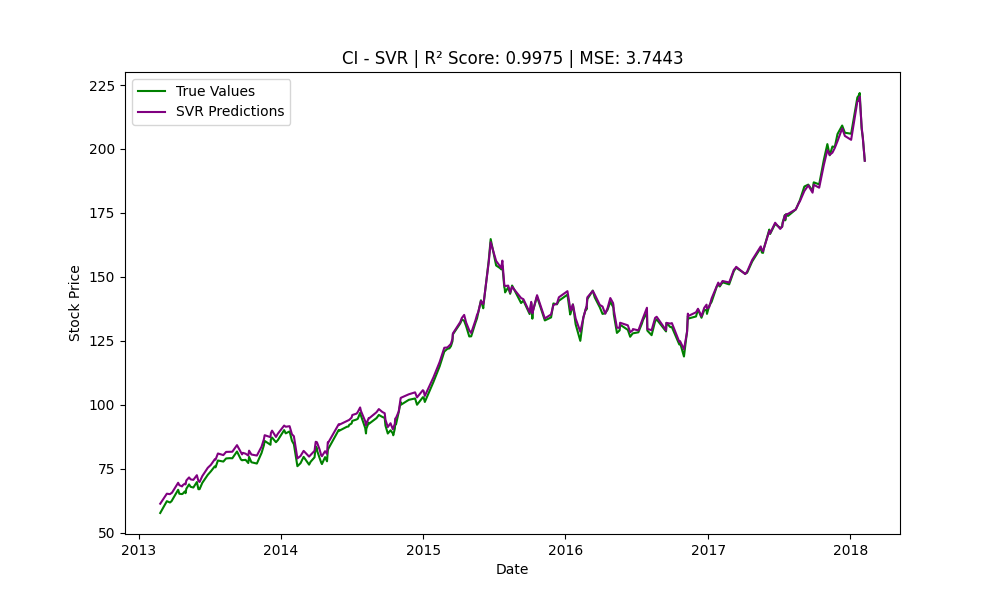 CI - SVR | R² Score: 0.9975 | MSE: 3.7443
True Values
SVR Predictions
225
200
175
150
125
100
75
50
Stock Price
2013 2014 2015 2016 2017 2018
Date